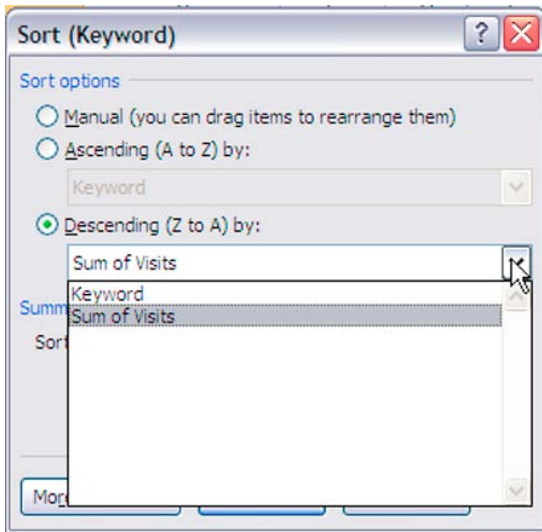 Sort (Keyword)
Sort options
Manual (you can drag items to rearrange them)
Ascending (A to Z) by:
Keyword
Descending (Z to A) by:
Sum of Visits
Keyword
Sum of Visits